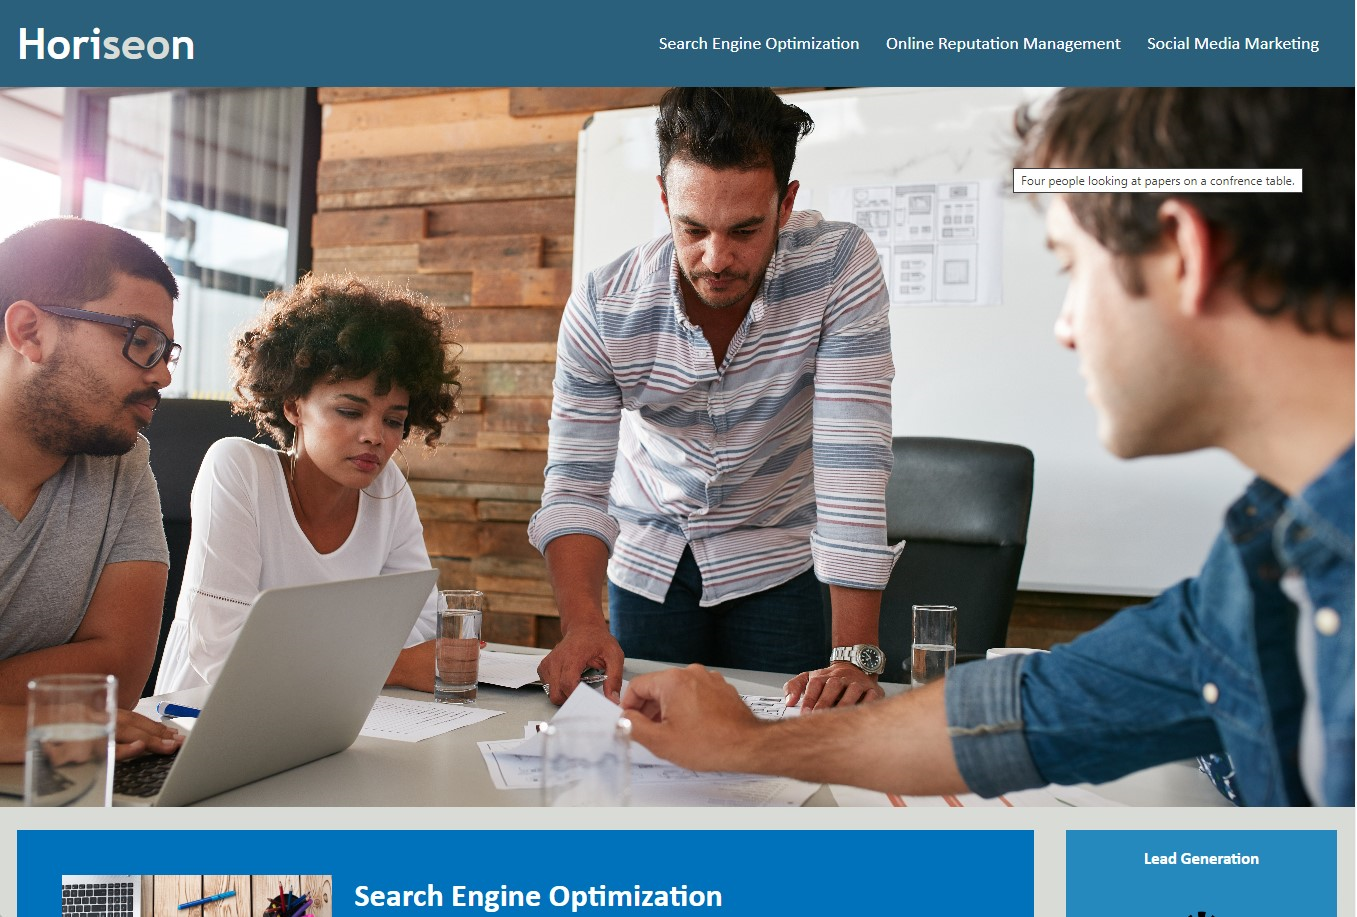 Horiseon
Search Engine Optimization Online Reputation Management Social Media Marketing
Four people looking at papers on a confrence table.
Lead Generation
Search Engine Optimization